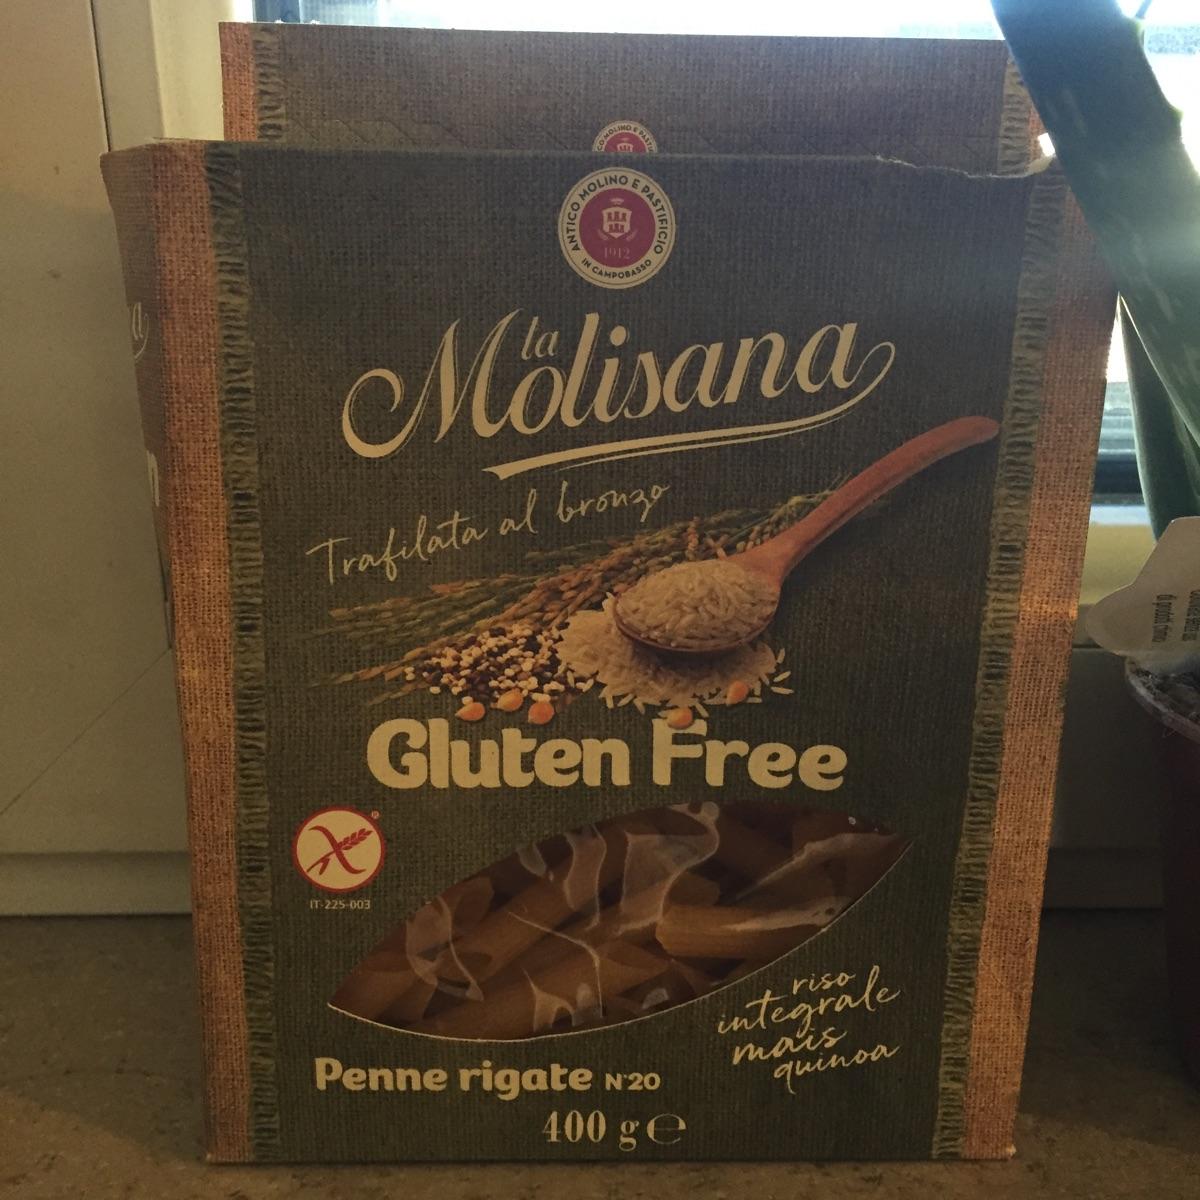 ANTICO MOLINO E PASTIFICIO
1912
IN CAMPOBASSO
la
Molisana
Trafilata al bronzo
Gluten Free
IT-225-003
riso
integrale
mais
quinoa
Penne rigate N°20
400 g ℮